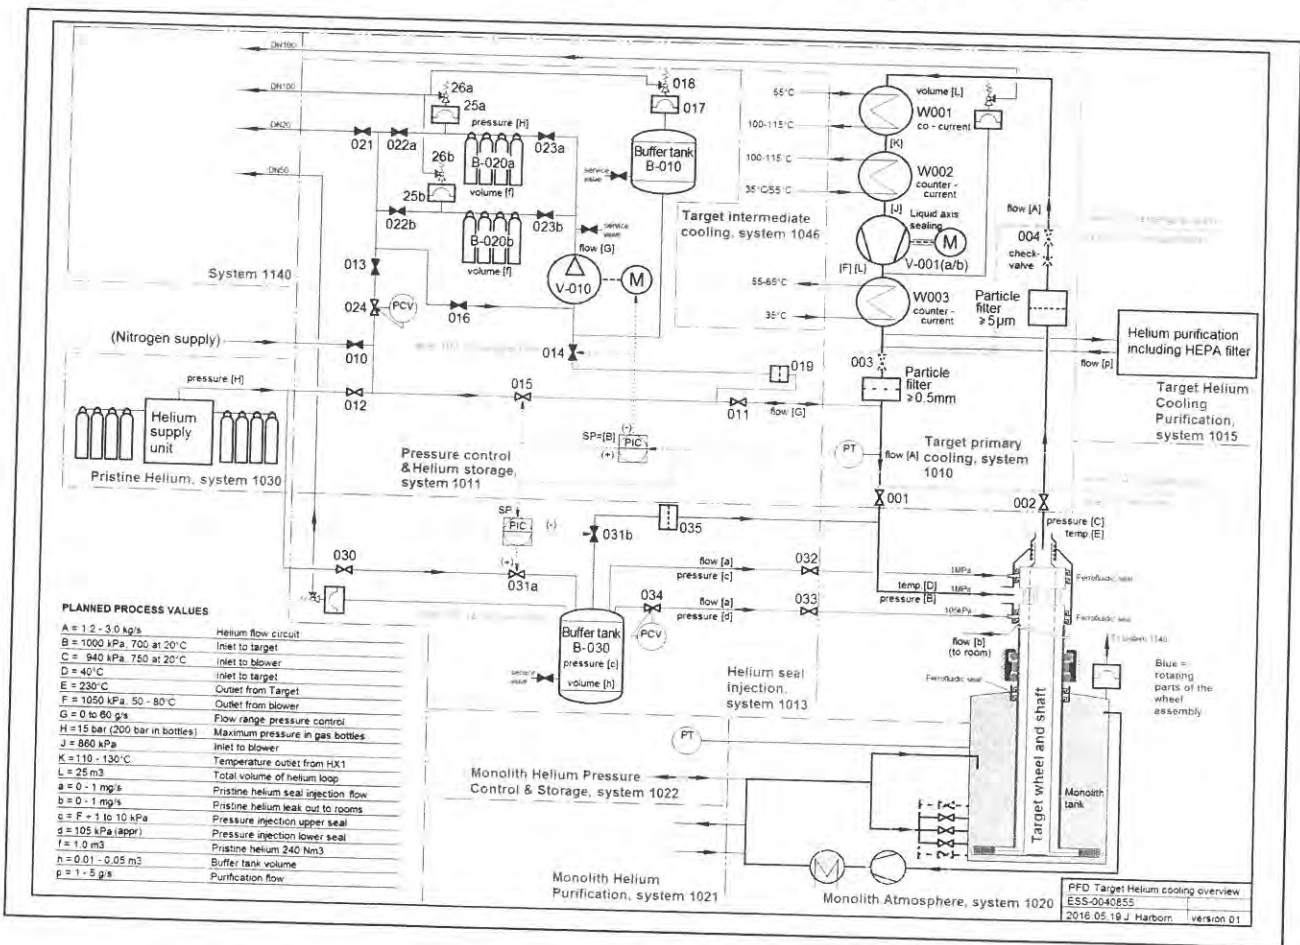 DN100
DN100
DN20
DN50
26a
25a
018
017
pressure [H]
021
022a
B-020a
023a
volume [f]
26b
25b
022b
B-020b
023b
volume [f]
Buffer tank
B-010
service
valve
service
valve
flow [G]
V-010
M
System 1140
013
024
PCV
016
014
(Nitrogen supply)
010
pressure [H]
012
015
011
019
flow [G]
Helium
supply
unit
Pristine Helium, system 1030
Pressure control
& Helium storage,
system 1011
SP=[B]
(-)
PIC
(+)
Target intermediate
cooling, system 1046
55°C
100-115°C
100-115°C
35°C/55°C
55-65°C
35°C
volume [L]
W001
co - current
[K]
W002
counter -
current
[J]
Liquid axis
sealing
M
V-001(a/b)
[F] [L]
W003
counter -
current
flow [A]
004
check-
valve
Particle
filter
≥5µm
003
Particle
filter
≥0.5mm
Helium purification
including HEPA filter
flow [p]
Target Helium
Cooling
Purification,
system 1015
PT
flow [A]
Target primary
cooling, system
1010
001
002
pressure [C]
temp.[E]
SP
PIC
(-)
(+)
031a
031b
035
030
flow [a]
pressure [c]
032
034
flow [a]
pressure [d]
033
PCV
1MPa
temp.[D]
pressure [B]
1MPa
105kPa
Ferrofluidic seal
Ferrofluidic seal
Ferrofluidic seal
flow [b]
(to room)
To system 1140
Blue =
rotating
parts of the
wheel
assembly
Buffer tank
B-030
pressure [c]
volume [h]
service
valve
Helium seal
injection,
system 1013
PT
Target wheel and shaft
Monolith
tank
Monolith Helium Pressure
Control & Storage, system 1022
Monolith Helium
Purification, system 1021
Monolith Atmosphere, system 1020
PLANNED PROCESS VALUES
A = 1.2 - 3.0 kg/s Helium flow circuit
B = 1000 kPa, 700 at 20°C Inlet to target
C = 940 kPa, 750 at 20°C Inlet to blower
D = 40°C Inlet to target
E = 230°C Outlet from Target
F = 1050 kPa, 50 - 80°C Outlet from blower
G = 0 to 60 g/s Flow range pressure control
H = 15 bar (200 bar in bottles) Maximum pressure in gas bottles
J = 860 kPa Inlet to blower
K = 110 - 130°C Temperature outlet from HX1
L = 25 m3 Total volume of helium loop
a = 0 - 1 mg/s Pristine helium seal injection flow
b = 0 - 1 mg/s Pristine helium leak out to rooms
c = F + 1 to 10 kPa Pressure injection upper seal
d = 105 kPa (appr) Pressure injection lower seal
f = 1.0 m3 Pristine helium 240 Nm3
h = 0.01 - 0.05 m3 Buffer tank volume
p = 1 - 5 g/s Purification flow
PFD Target Helium cooling overview
ESS-0040855
2016.05.19 J. Harborn version 01